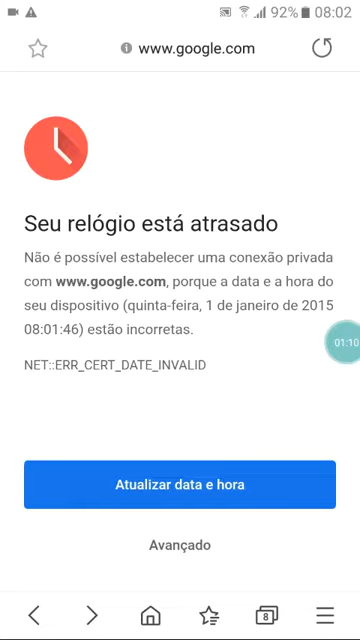 92% 08:02
www.google.com
Seu relógio está atrasado
Não é possível estabelecer uma conexão privada
com www.google.com, porque a data e a hora do
seu dispositivo (quinta-feira, 1 de janeiro de 2015
08:01:46) estão incorretas.
01:10
NET::ERR_CERT_DATE_INVALID
Atualizar data e hora
Avançado
8